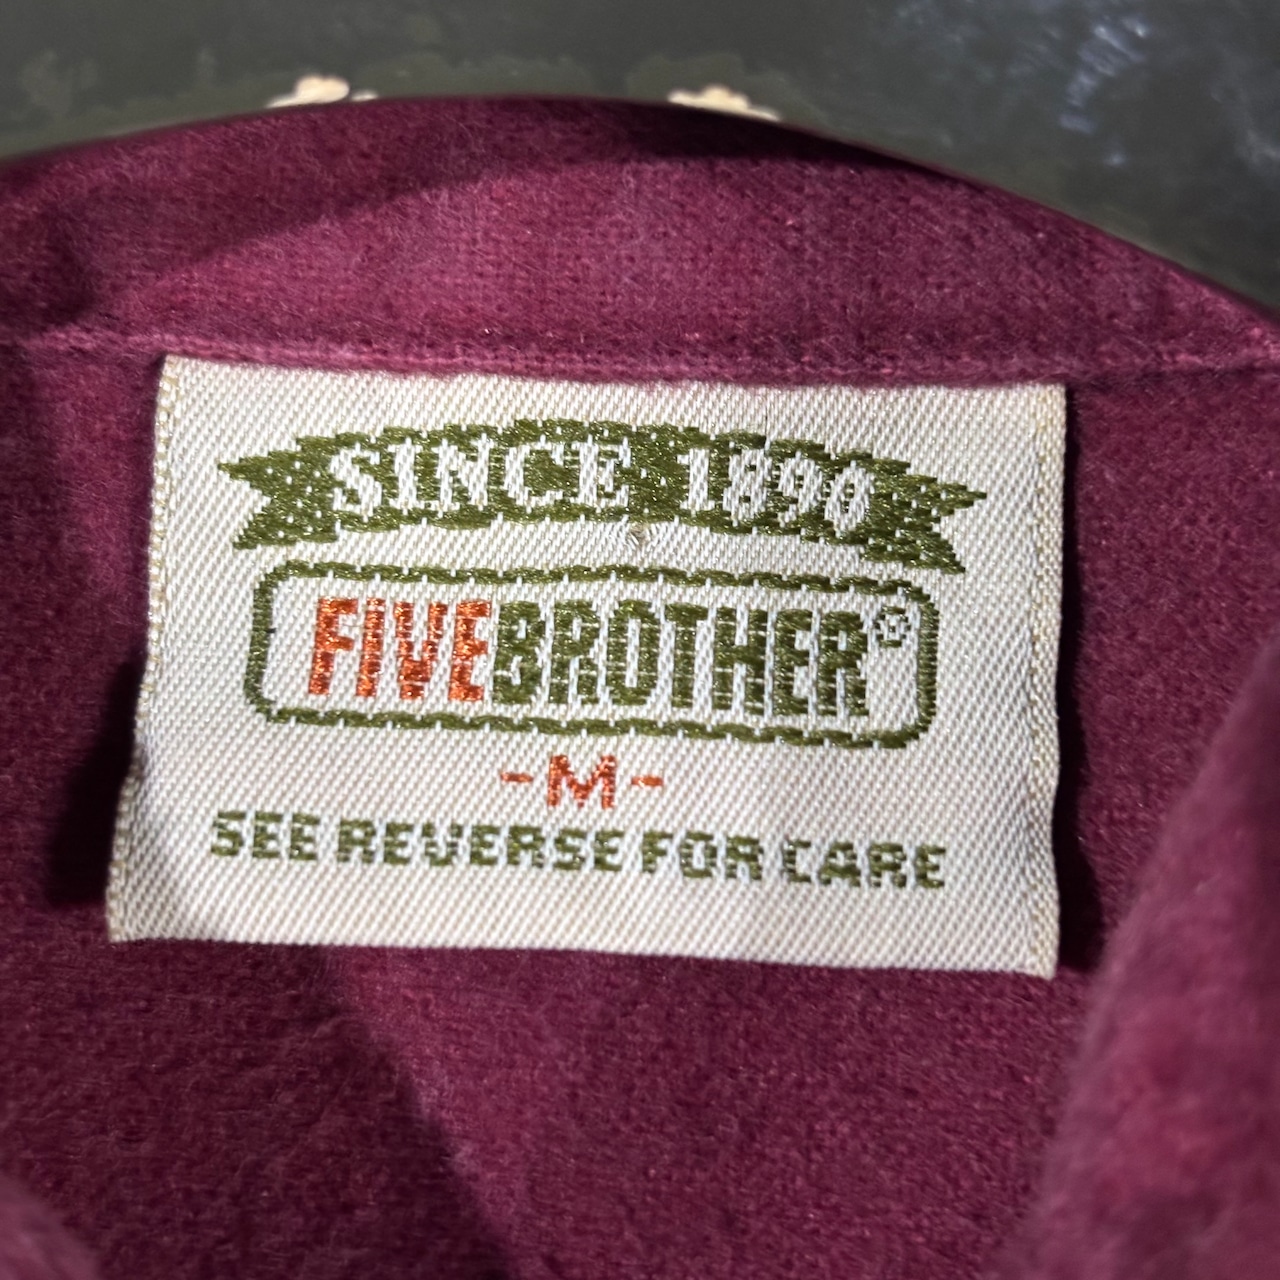 SINCE 1890
FiVEBROTHER®
-M-
SEE REVERSE FOR CARE